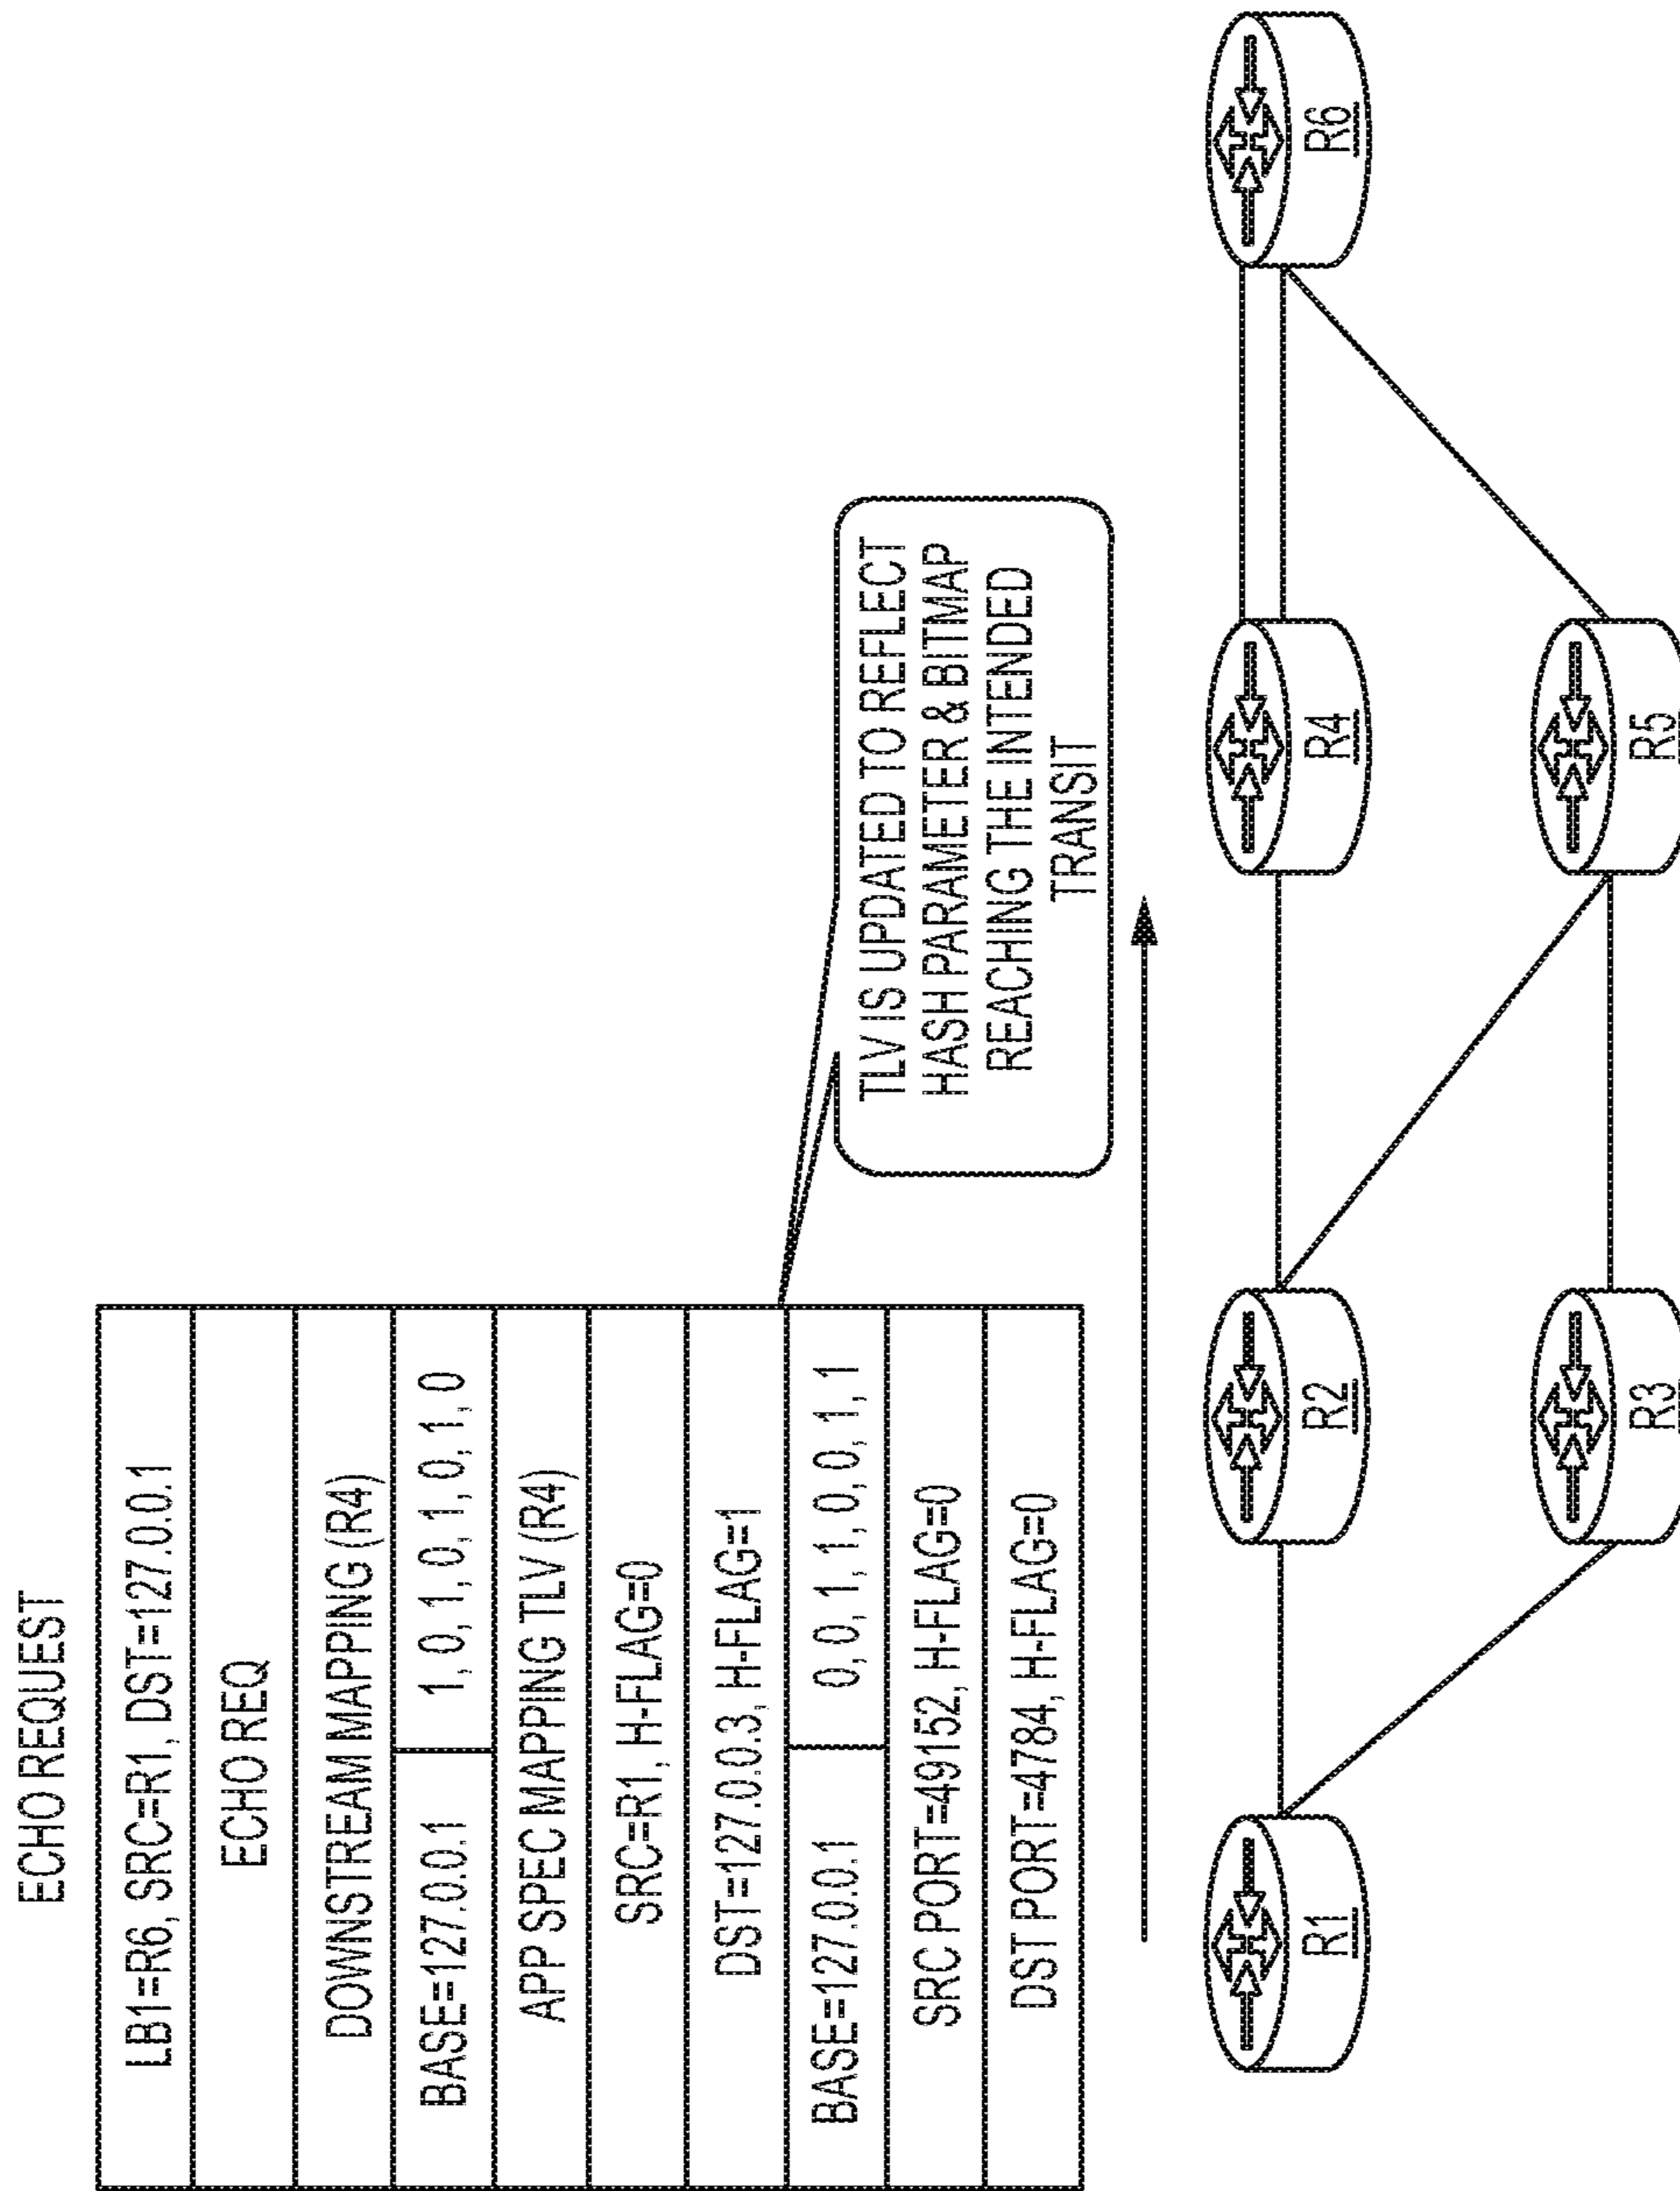 ECHO REQUEST
LB1=R6, SRC=R1, DST=127.0.0.1
ECHO REQ
DOWNSTREAM MAPPING (R4)
BASE=127.0.0.1 1, 0, 1, 0, 1, 0, 1, 0
APP SPEC MAPPING TLV (R4)
SRC=R1, H-FLAG=0
DST=127.0.0.3, H-FLAG=1
BASE=127.0.0.1 0, 0, 1, 1, 0, 0, 1, 1
SRC PORT=49152, H-FLAG=0
DST PORT=4784, H-FLAG=0
TLV IS UPDATED TO REFLECT
HASH PARAMETER & BITMAP
REACHING THE INTENDED
TRANSIT
R1
R2
R4
R6
R3
R5